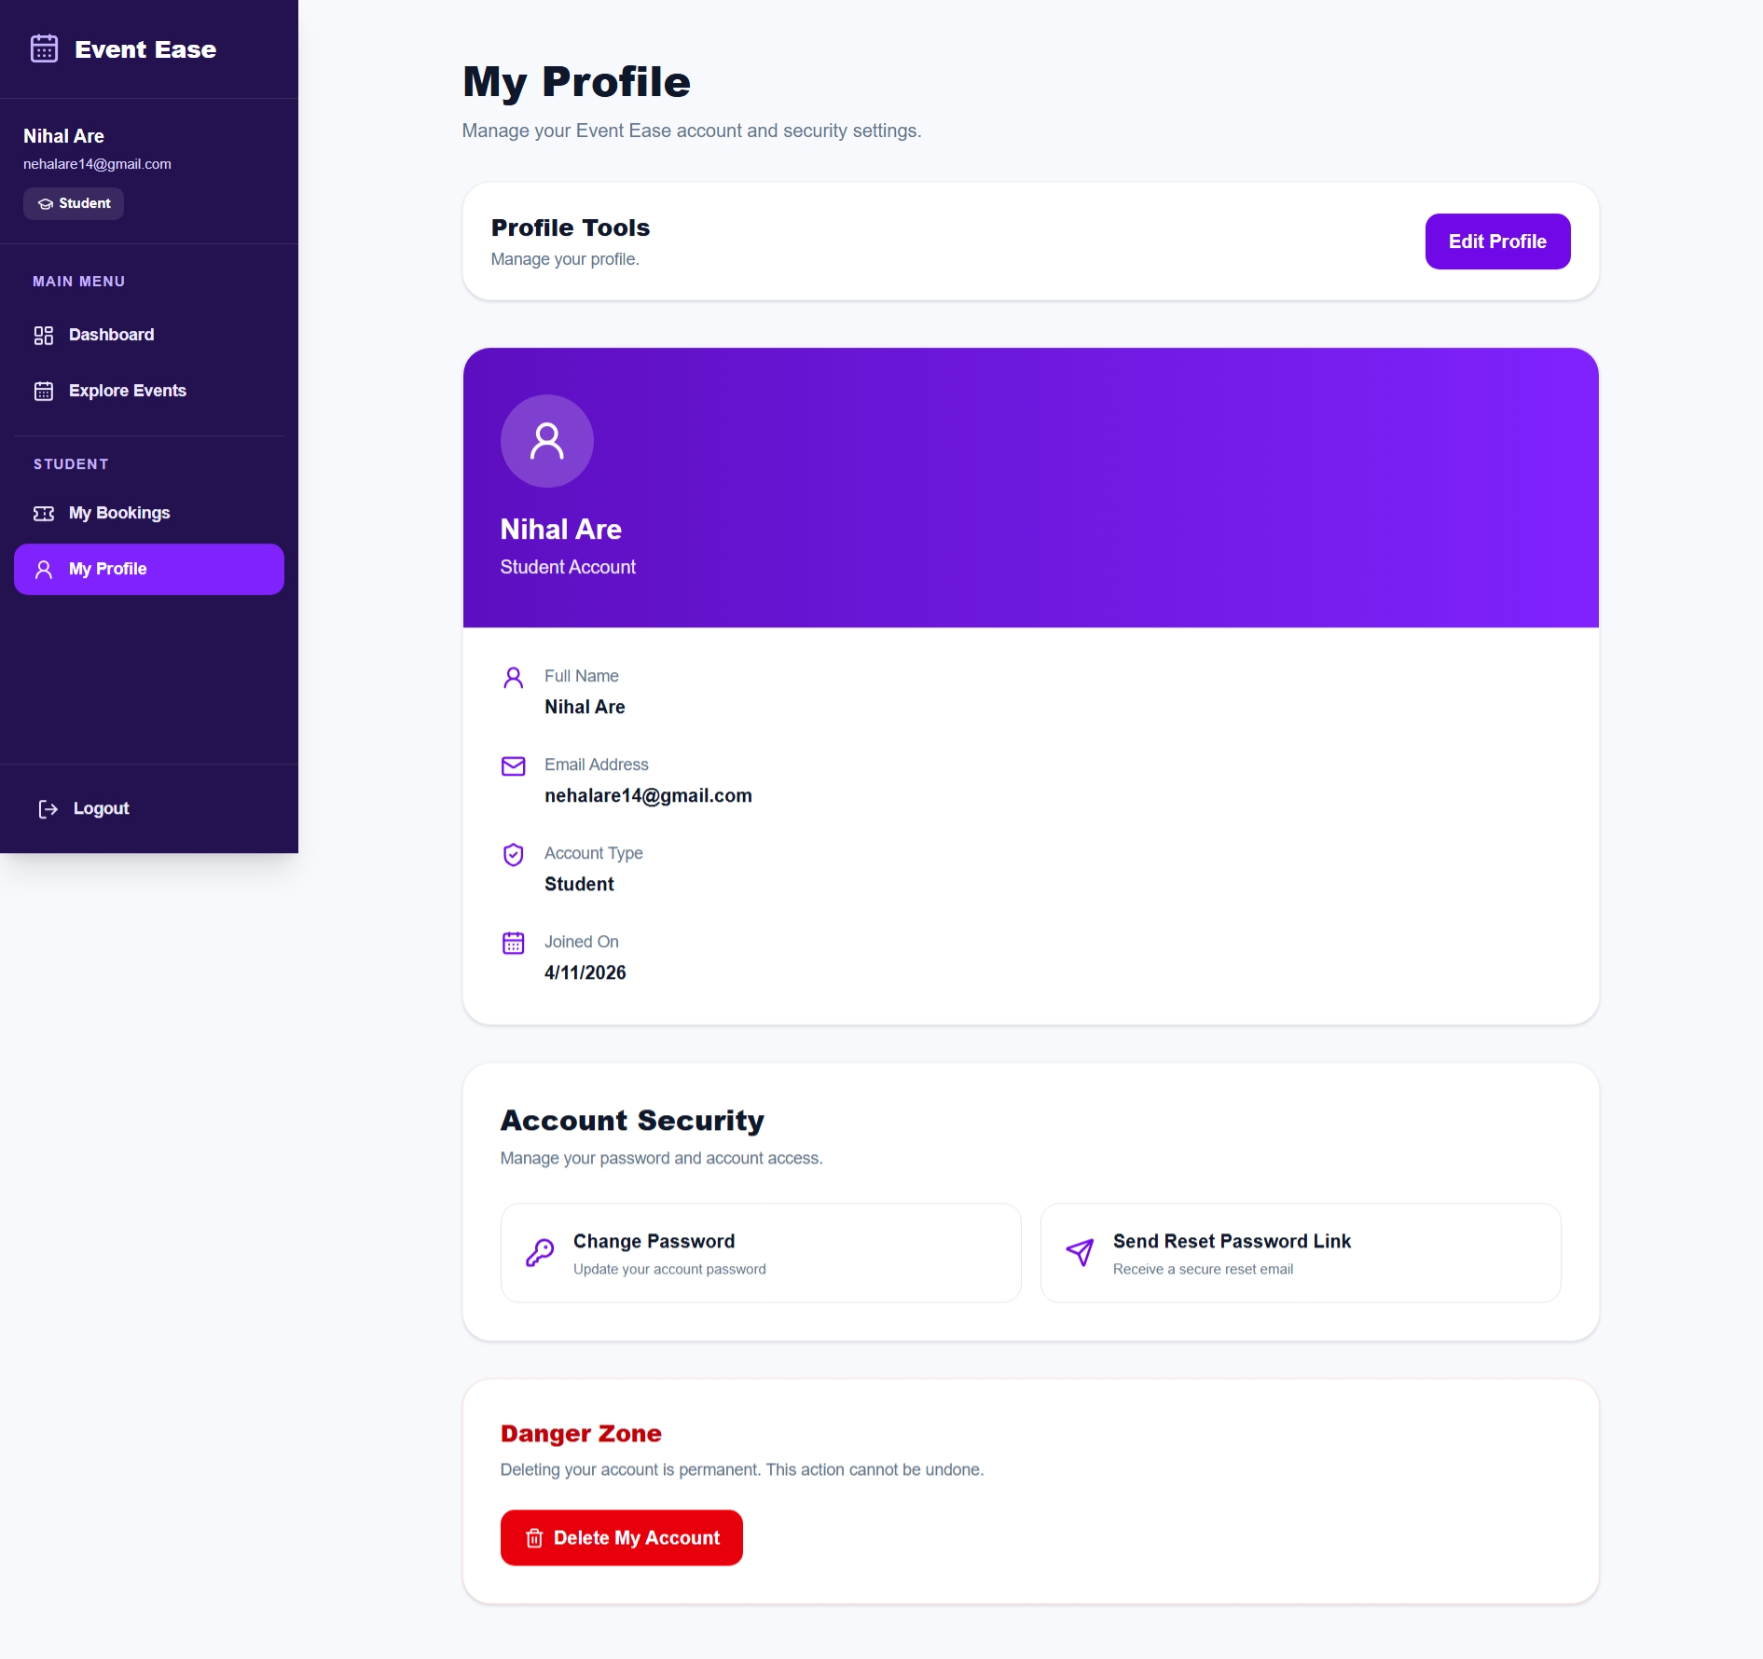 Event Ease
Nihal Are
nehalare14@gmail.com
Student
MAIN MENU
Dashboard
Explore Events
STUDENT
My Bookings
My Profile
Logout
My Profile
Manage your Event Ease account and security settings.
Profile Tools
Manage your profile.
Edit Profile
Nihal Are
Student Account
Full Name
Nihal Are
Email Address
nehalare14@gmail.com
Account Type
Student
Joined On
4/11/2026
Account Security
Manage your password and account access.
Change Password
Update your account password
Send Reset Password Link
Receive a secure reset email
Danger Zone
Deleting your account is permanent. This action cannot be undone.
Delete My Account